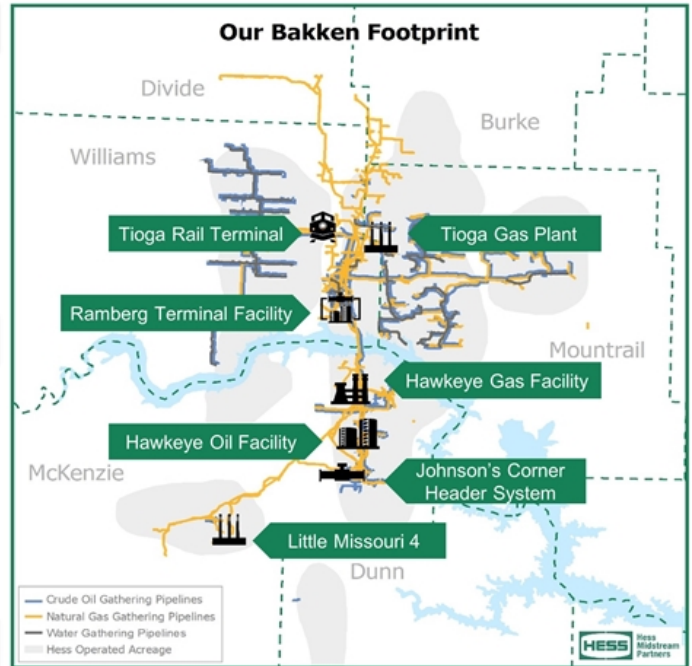 Our Bakken Footprint
Divide
Burke
Williams
Tioga Rail Terminal
Tioga Gas Plant
Ramberg Terminal Facility
Mountrail
Hawkeye Gas Facility
Hawkeye Oil Facility
McKenzie
Johnson's Corner
Header System
Little Missouri 4
Dunn
Crude Oil Gathering Pipelines
Natural Gas Gathering Pipelines
Water Gathering Pipelines
Hess Operated Acreage
HESS
Hess
Midstream
Partners